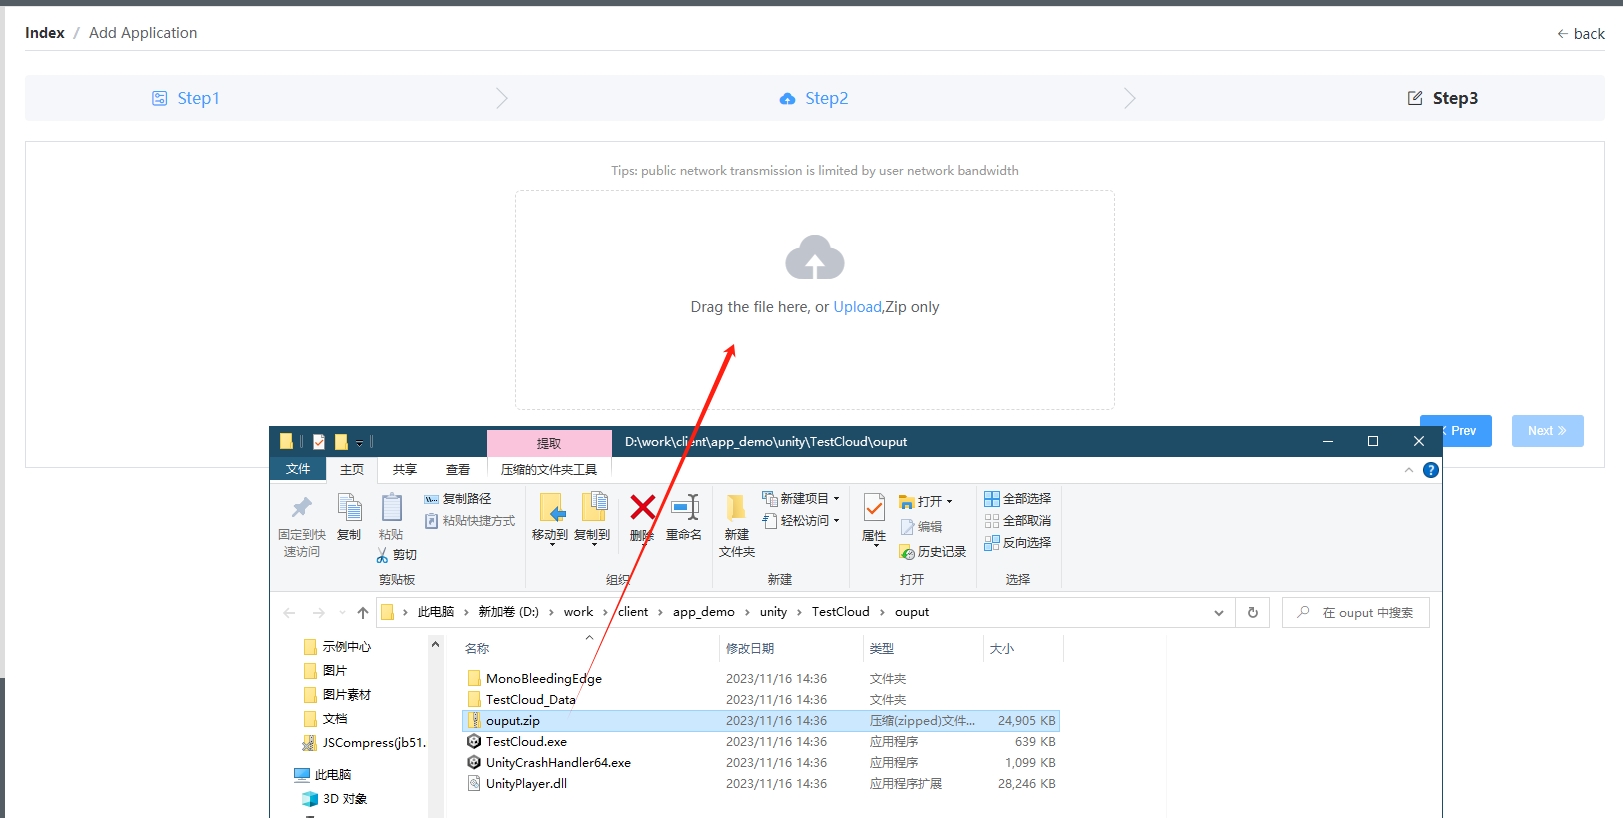 Index / Add Application
← back
Step1
Step2
Step3
Tips: public network transmission is limited by user network bandwidth
Drag the file here, or Upload,Zip only
Prev
Next
提取
D:\work\client\app_demo\unity\TestCloud\ouput
文件
主页
共享
查看
压缩的文件夹工具
固定到快
速访问
复制
粘贴
复制路径
粘贴快捷方式
剪切
剪贴板
移动到
复制到
删除
重命名
组织
新建
文件夹
新建项目
轻松访问
新建
属性
打开
编辑
历史记录
打开
全部选择
全部取消
反向选择
选择
此电脑 › 新加卷 (D:) › work › client › app_demo › unity › TestCloud › ouput
在 ouput 中搜索
示例中心
图片
图片素材
文档
JSCompress(jb51.
此电脑
3D 对象
名称 修改日期 类型 大小
MonoBleedingEdge 2023/11/16 14:36 文件夹
TestCloud_Data 2023/11/16 14:36 文件夹
ouput.zip 2023/11/16 14:36 压缩(zipped)文件... 24,905 KB
TestCloud.exe 2023/11/16 14:36 应用程序 639 KB
UnityCrashHandler64.exe 2023/11/16 14:36 应用程序 1,099 KB
UnityPlayer.dll 2023/11/16 14:36 应用程序扩展 28,246 KB